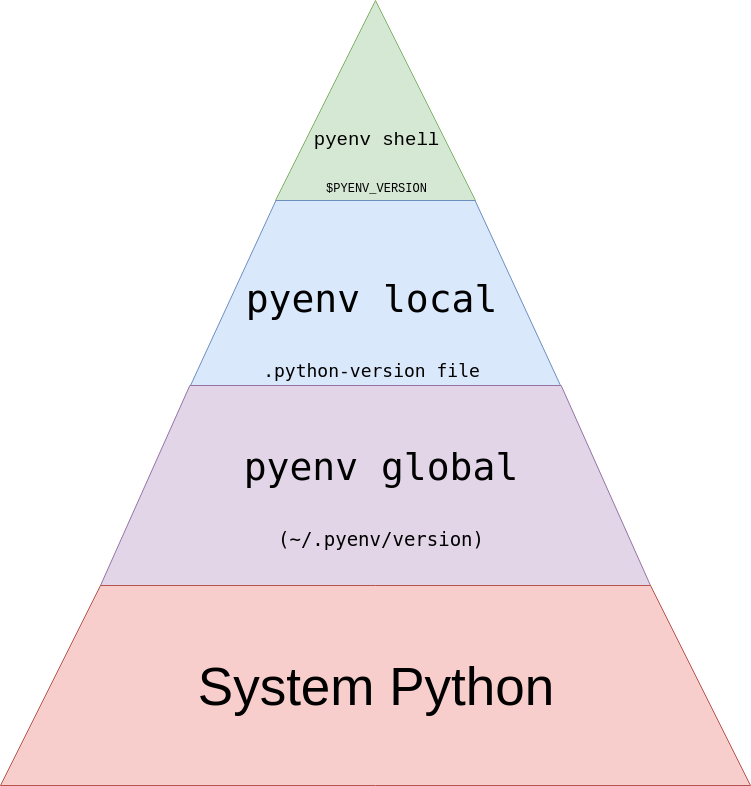 pyenv shell
$PYENV_VERSION
pyenv local
.python-version file
pyenv global
(~/.pyenv/version)
System Python